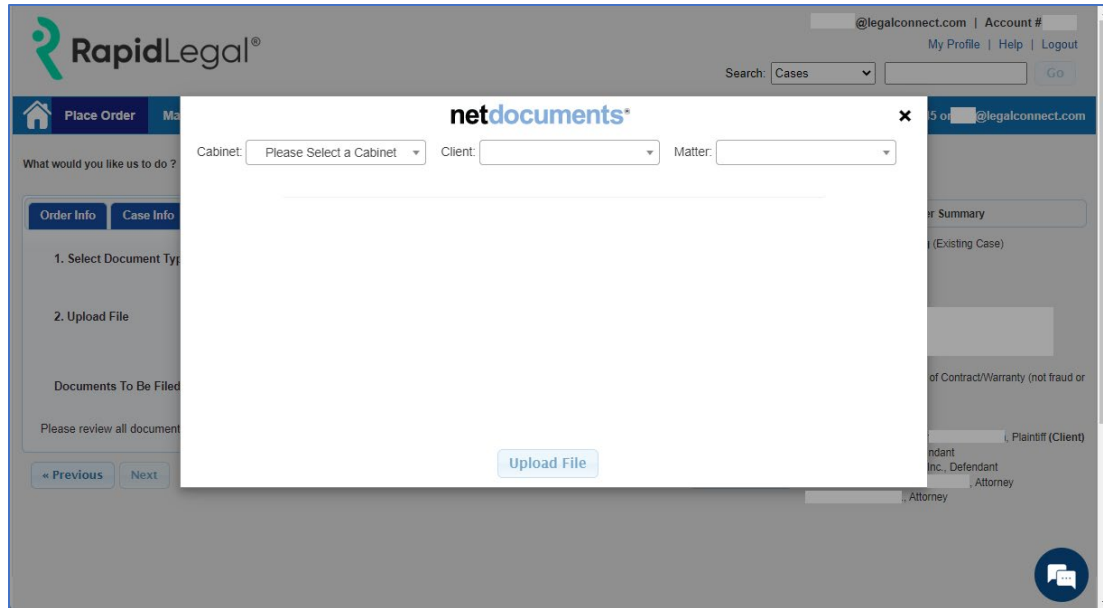 @legalconnect.com | Account #
My Profile | Help | Logout
RapidLegal®
Search: Cases Go
Place Order Ma
5 or @legalconnect.com
netdocuments
What would you like us to do ?
Cabinet: Please Select a Cabinet Client: Matter:
Order Info Case Info
er Summary
(Existing Case)
1. Select Document Typ
2. Upload File
Documents To Be Filed
of Contract/Warranty (not fraud or
Please review all document
, Plaintiff (Client)
ndant
Inc., Defendant
Upload File
« Previous Next
, Attorney
, Attorney